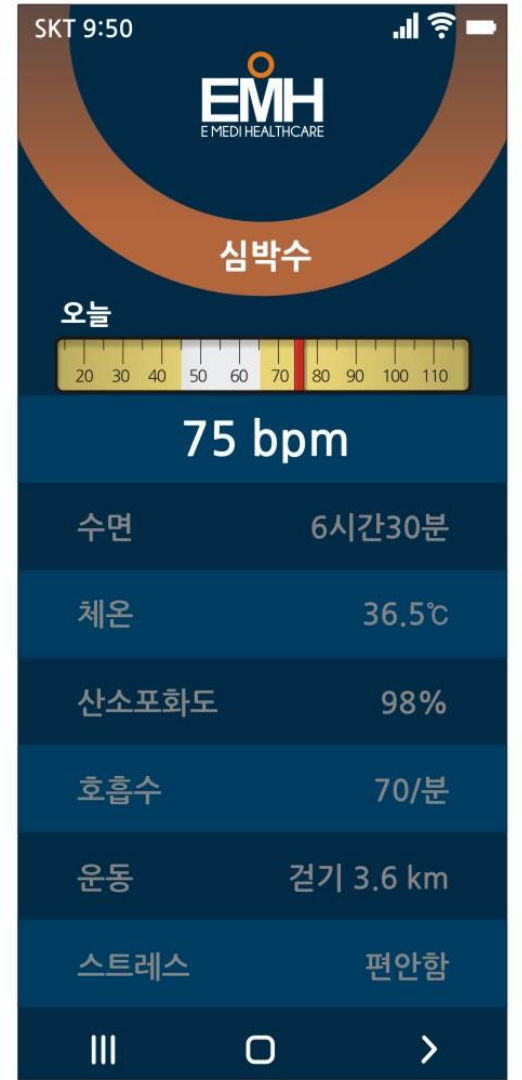 SKT 9:50
EMH
E MEDI HEALTHCARE
심박수
오늘
20 30 40 50 60 70 80 90 100 110
75 bpm
수면 6시간30분
체온 36.5℃
산소포화도 98%
호흡수 70/분
운동 걷기 3.6 km
스트레스 편안함